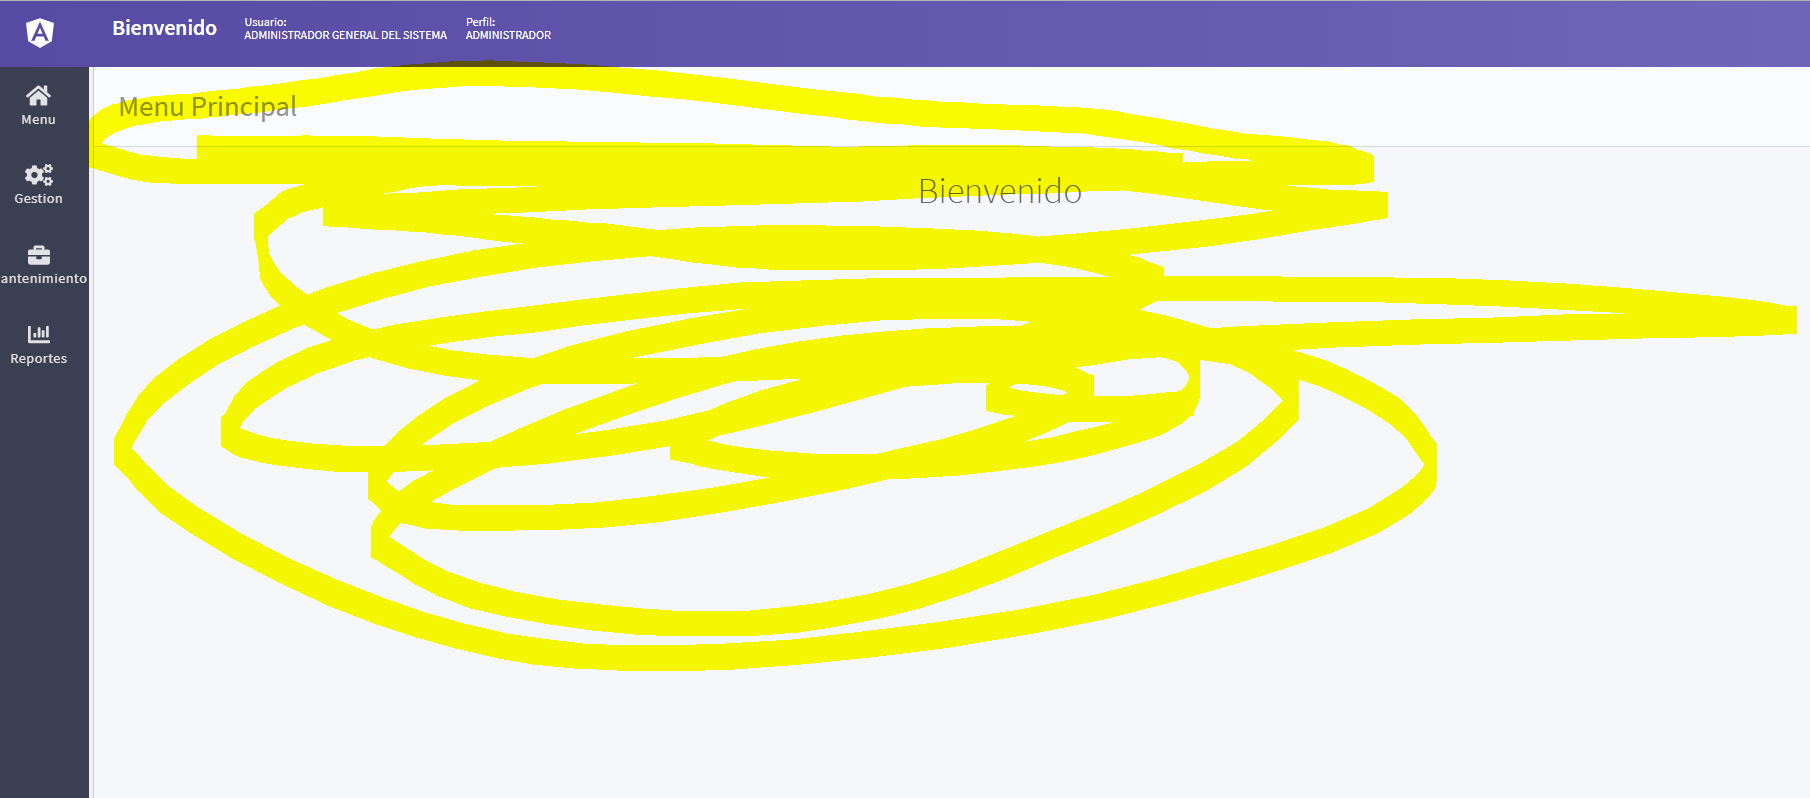 Bienvenido
Usuario:
ADMINISTRADOR GENERAL DEL SISTEMA
Perfil:
ADMINISTRADOR
Menu
Gestion
antenimiento
Reportes
Menu Principal
Bienvenido